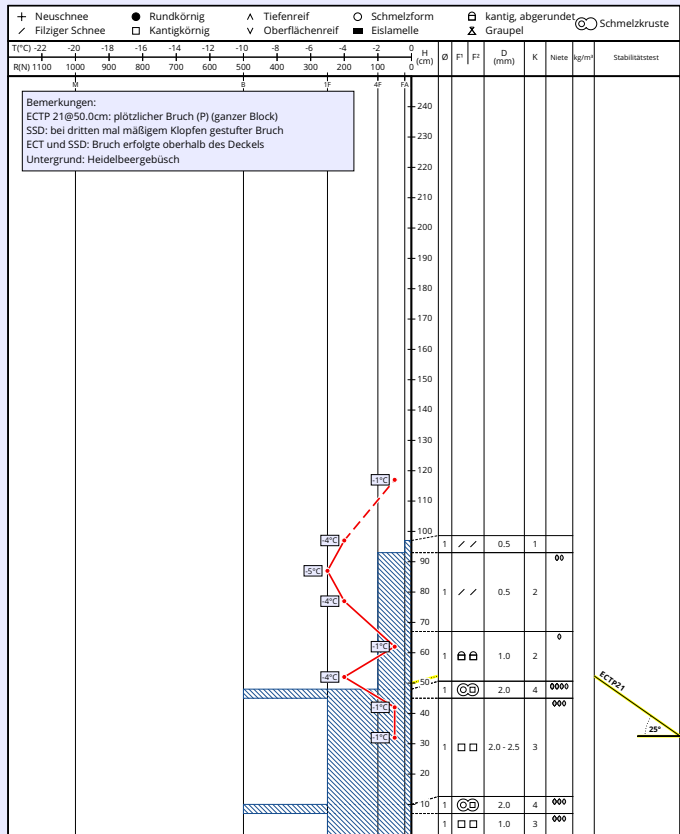 Neuschnee Rundkörnig Tiefenreif Schmelzform kantig, abgerundet Schmelzkruste
Filziger Schnee Kantigkörnig Oberflächenreif Eislamelle Graupel
T(°C) -22 -20 -18 -16 -14 -12 -10 -8 -6 -4 -2 0
R(N) 1100 1000 900 800 700 600 500 400 300 200 100 0
H (cm) Ø F¹ F² D (mm) K Niete kg/m³ Stabilitätstest
M B 1F 4F FA
Bemerkungen:
ECTP 21@50.0cm: plötzlicher Bruch (P) (ganzer Block)
SSD: bei dritten mal mäßigem Klopfen gestufter Bruch
ECT und SSD: Bruch erfolgte oberhalb des Deckels
Untergrund: Heidelbeergebüsch
240
230
220
210
200
190
180
170
160
150
140
130
120
-1°C
110
100
-4°C
1 0.5 1
90
-5°C
80
-4°C
1 0.5 2
70
-1°C
60
1 1.0 2
-4°C
50
1 2.0 4
ECTP21
40
-1°C
25°
-1°C
30
1 2.0 - 2.5 3
20
10
1 2.0 4
1 1.0 3